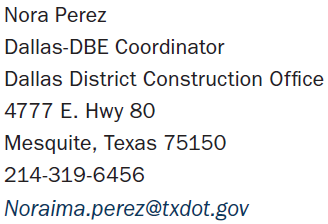 Nora Perez
Dallas-DBE Coordinator
Dallas District Construction Office
4777 E. Hwy 80
Mesquite, Texas 75150
214-319-6456
Noraima.perez@txdot.gov